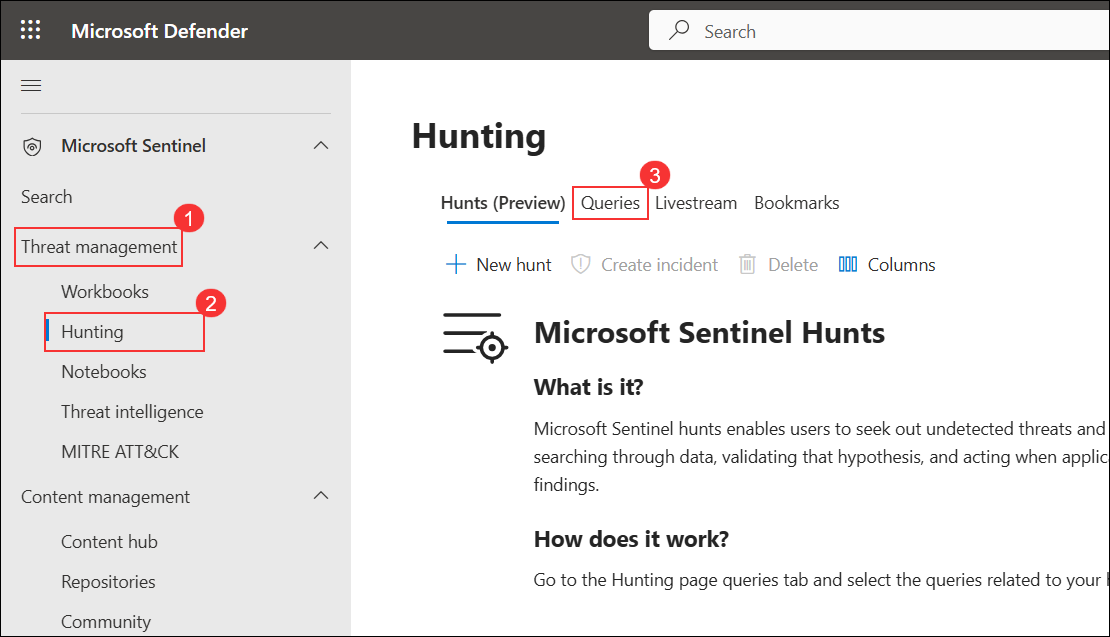 Microsoft Defender
Search
Microsoft Sentinel
Search
1
Threat management
Workbooks
2
Hunting
Notebooks
Threat intelligence
MITRE ATT&CK
Content management
Content hub
Repositories
Community
Hunting
3
Hunts (Preview) Queries Livestream Bookmarks
New hunt Create incident Delete Columns
Microsoft Sentinel Hunts
What is it?
Microsoft Sentinel hunts enables users to seek out undetected threats and
searching through data, validating that hypothesis, and acting when applica
findings.
How does it work?
Go to the Hunting page queries tab and select the queries related to your